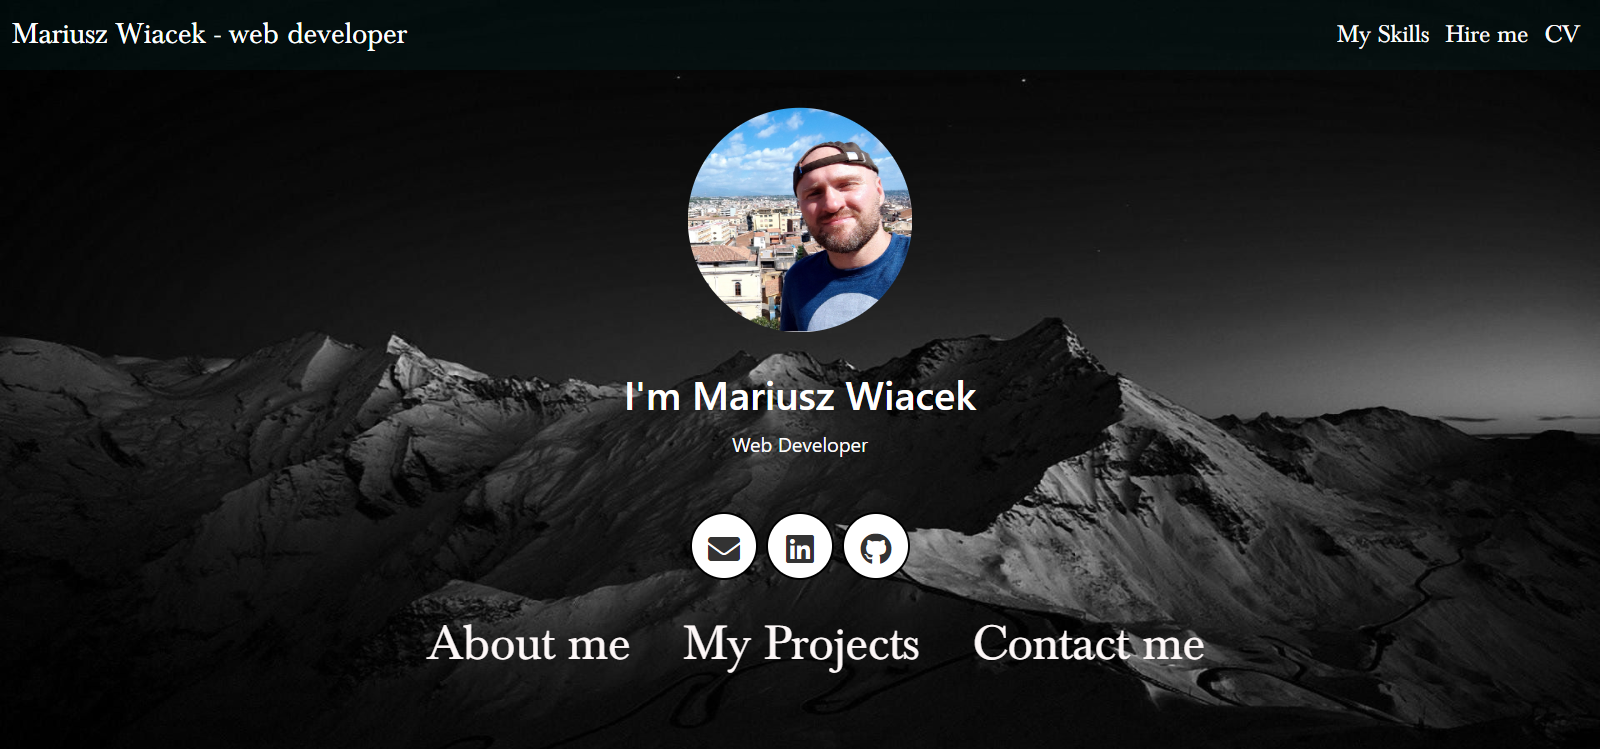 Mariusz Wiacek - web developer
My Skills Hire me CV
I'm Mariusz Wiacek
Web Developer
About me My Projects Contact me